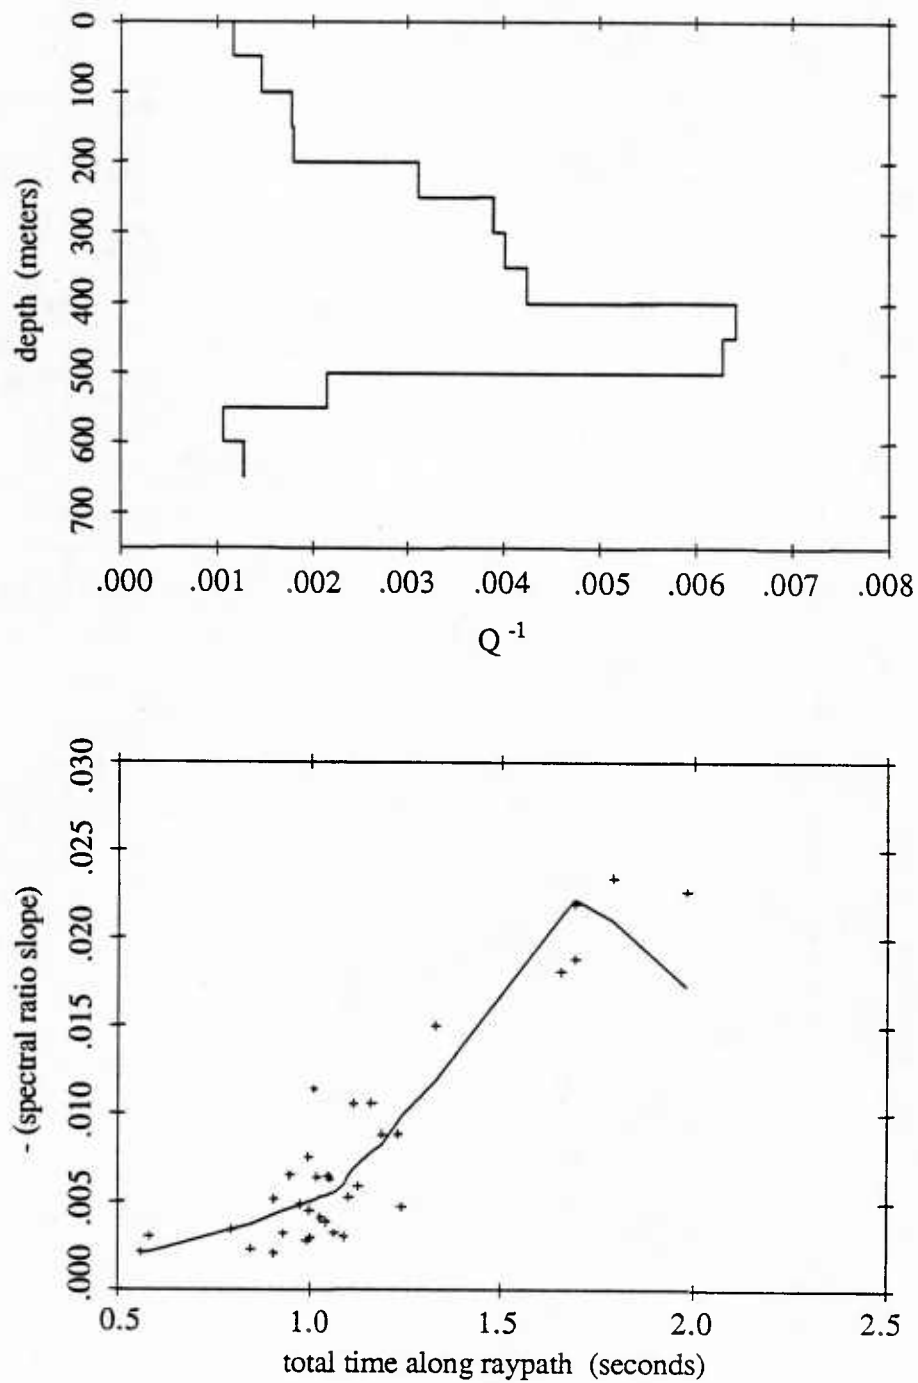 0
100
200
300
400
500
600
700
depth (meters)
.000 .001 .002 .003 .004 .005 .006 .007 .008
Q -1
.030
.025
.020
.015
.010
.005
.000
- (spectral ratio slope)
0.5 1.0 1.5 2.0 2.5
total time along raypath (seconds)